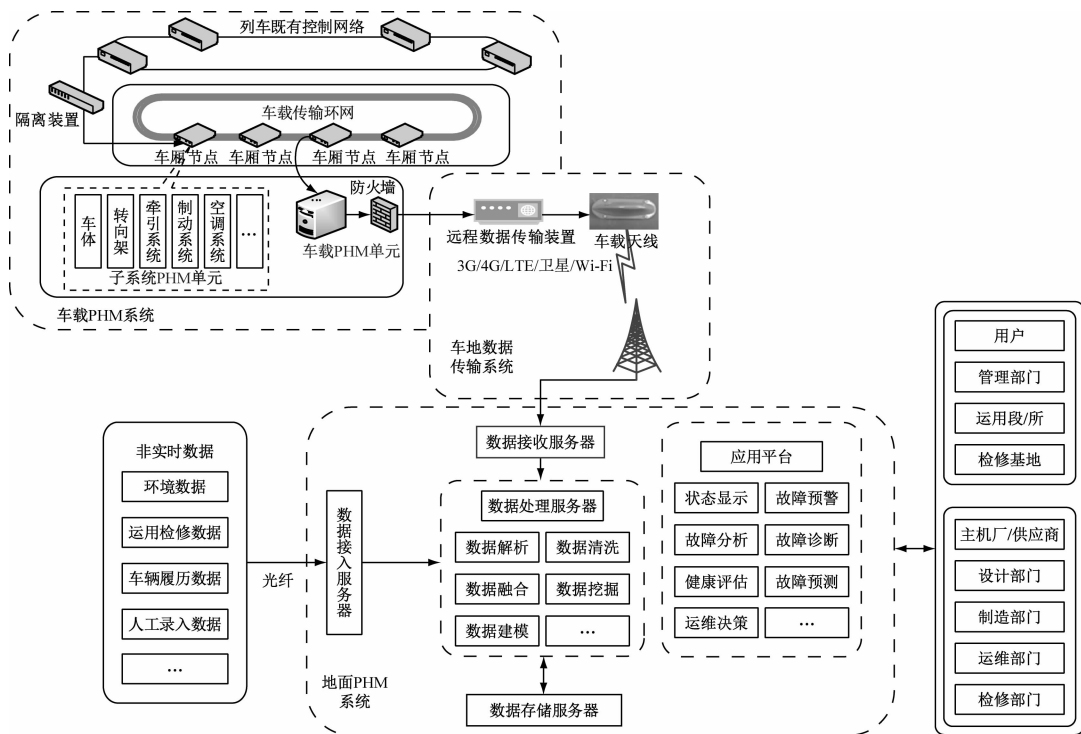 列车既有控制网络
隔离装置
车载传输环网
车厢节点
车厢节点
车厢节点
车厢节点
车体
转向架
牵引系统
制动系统
空调系统
…
子系统PHM单元
车载PHM单元
防火墙
车载PHM系统
远程数据传输装置
车载天线
3G/4G/LTE/卫星/Wi-Fi
车地数据
传输系统
非实时数据
环境数据
运用检修数据
车辆履历数据
人工录入数据
…
光纤
数据接入服务器
地面PHM
系统
数据接收服务器
数据处理服务器
数据解析
数据清洗
数据融合
数据挖掘
数据建模
…
数据存储服务器
应用平台
状态显示
故障预警
故障分析
故障诊断
健康评估
故障预测
运维决策
…
用户
管理部门
运用段/所
检修基地
主机厂/供应商
设计部门
制造部门
运维部门
检修部门